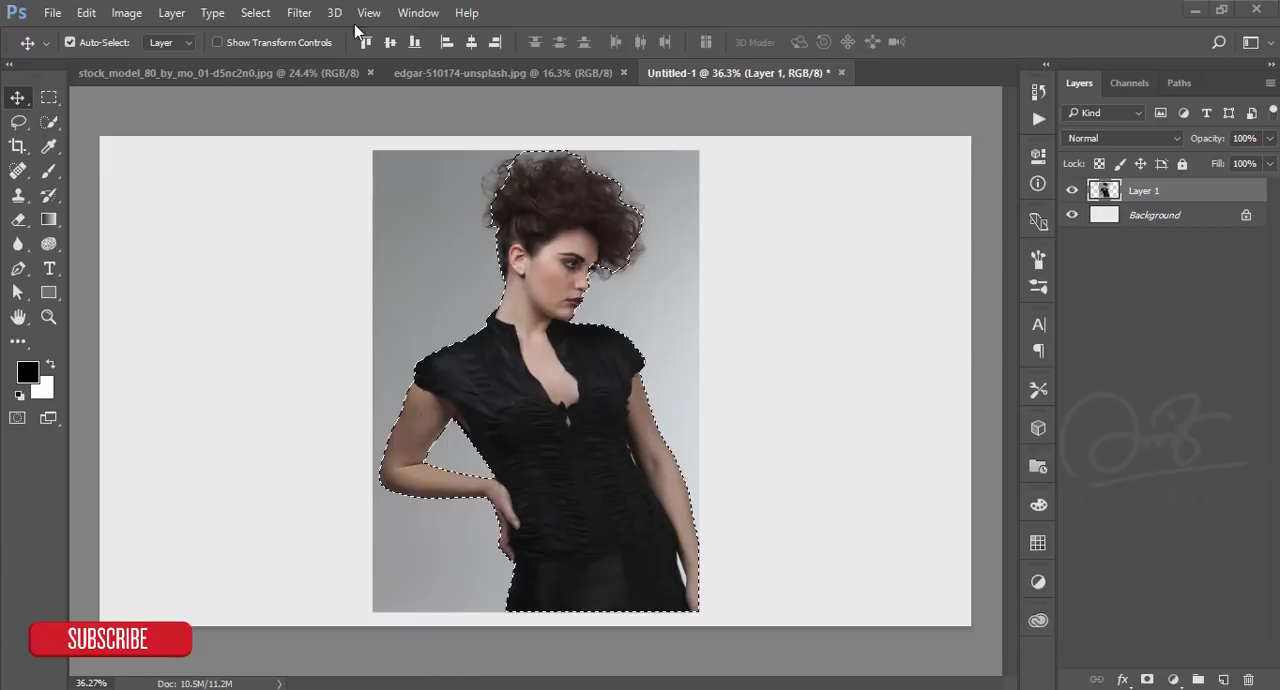 Ps File Edit Image Layer Type Select Filter 3D View Window Help
Auto-Select: Layer Show Transform Controls 3D Mode:
stock_model_80_by_mo_01-d5nc2n0.jpg @ 24.4% (RGB/8) × edgar-510174-unsplash.jpg @ 16.3% (RGB/8) × Untitled-1 @ 36.3% (Layer 1, RGB/8) * ×
Layers Channels Paths
Kind
Normal Opacity: 100%
Lock: Fill: 100%
Layer 1
Background
SUBSCRIBE
36.27% Doc: 10.5M/11.2M